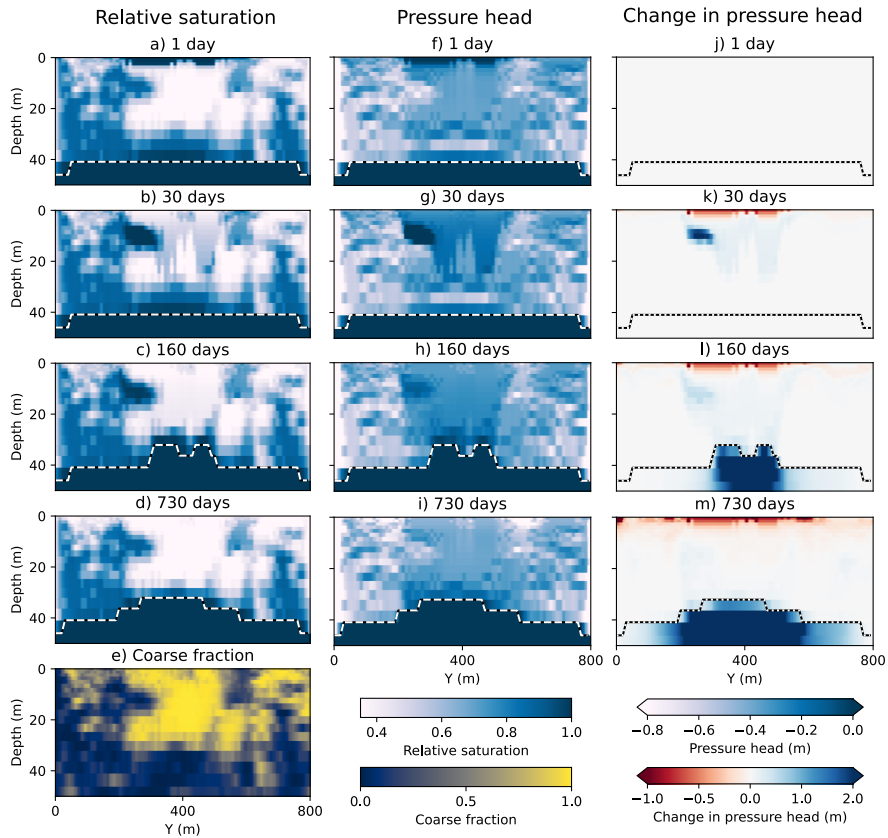 Relative saturation
Pressure head
Change in pressure head
a) 1 day
f) 1 day
j) 1 day
Depth (m)
0
20
40
b) 30 days
g) 30 days
k) 30 days
Depth (m)
0
20
40
c) 160 days
h) 160 days
l) 160 days
Depth (m)
0
20
40
d) 730 days
i) 730 days
m) 730 days
Depth (m)
0
20
40
0 400 800
Y (m)
0 400 800
Y (m)
e) Coarse fraction
Depth (m)
0
20
40
0 400 800
Y (m)
0.4 0.6 0.8 1.0
Relative saturation
0.0 0.5 1.0
Coarse fraction
−0.8 −0.6 −0.4 −0.2 0.0
Pressure head (m)
−1.0 −0.5 0.0 1.0 2.0
Change in pressure head (m)